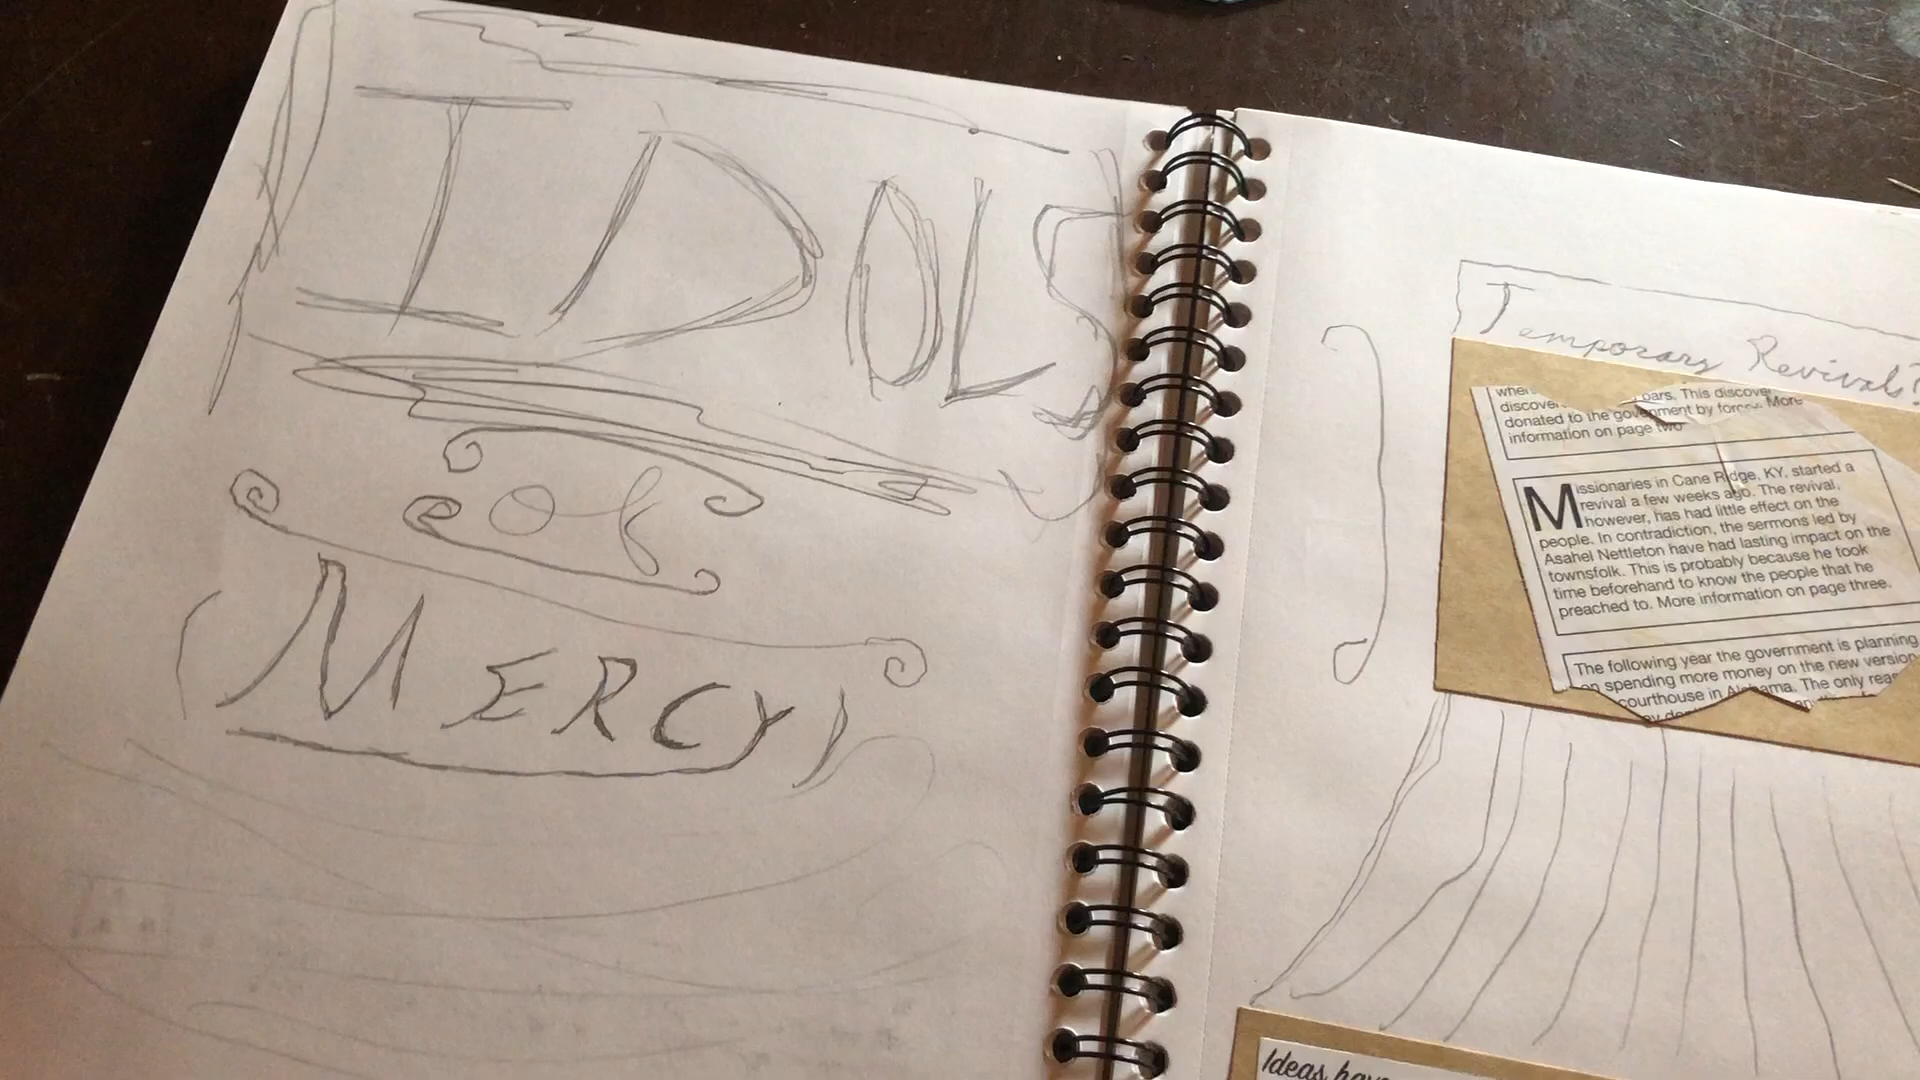 IDOLS
of
MERCY
Temporary Revivals?
discover
donated to the government by force. More
information on page two
Missionaries in Cane Ridge, KY, started a
revival a few weeks ago. The revival,
however, has had little effect on the
people. In contradiction, the sermons led by
Asahel Nettleton have had lasting impact on the
townsfolk. This is probably because he took
time beforehand to know the people that he
preached to. More information on page three.
The following year the government is planning
on spending more money on the new version
courthouse in Alabama. The only
Ideas have